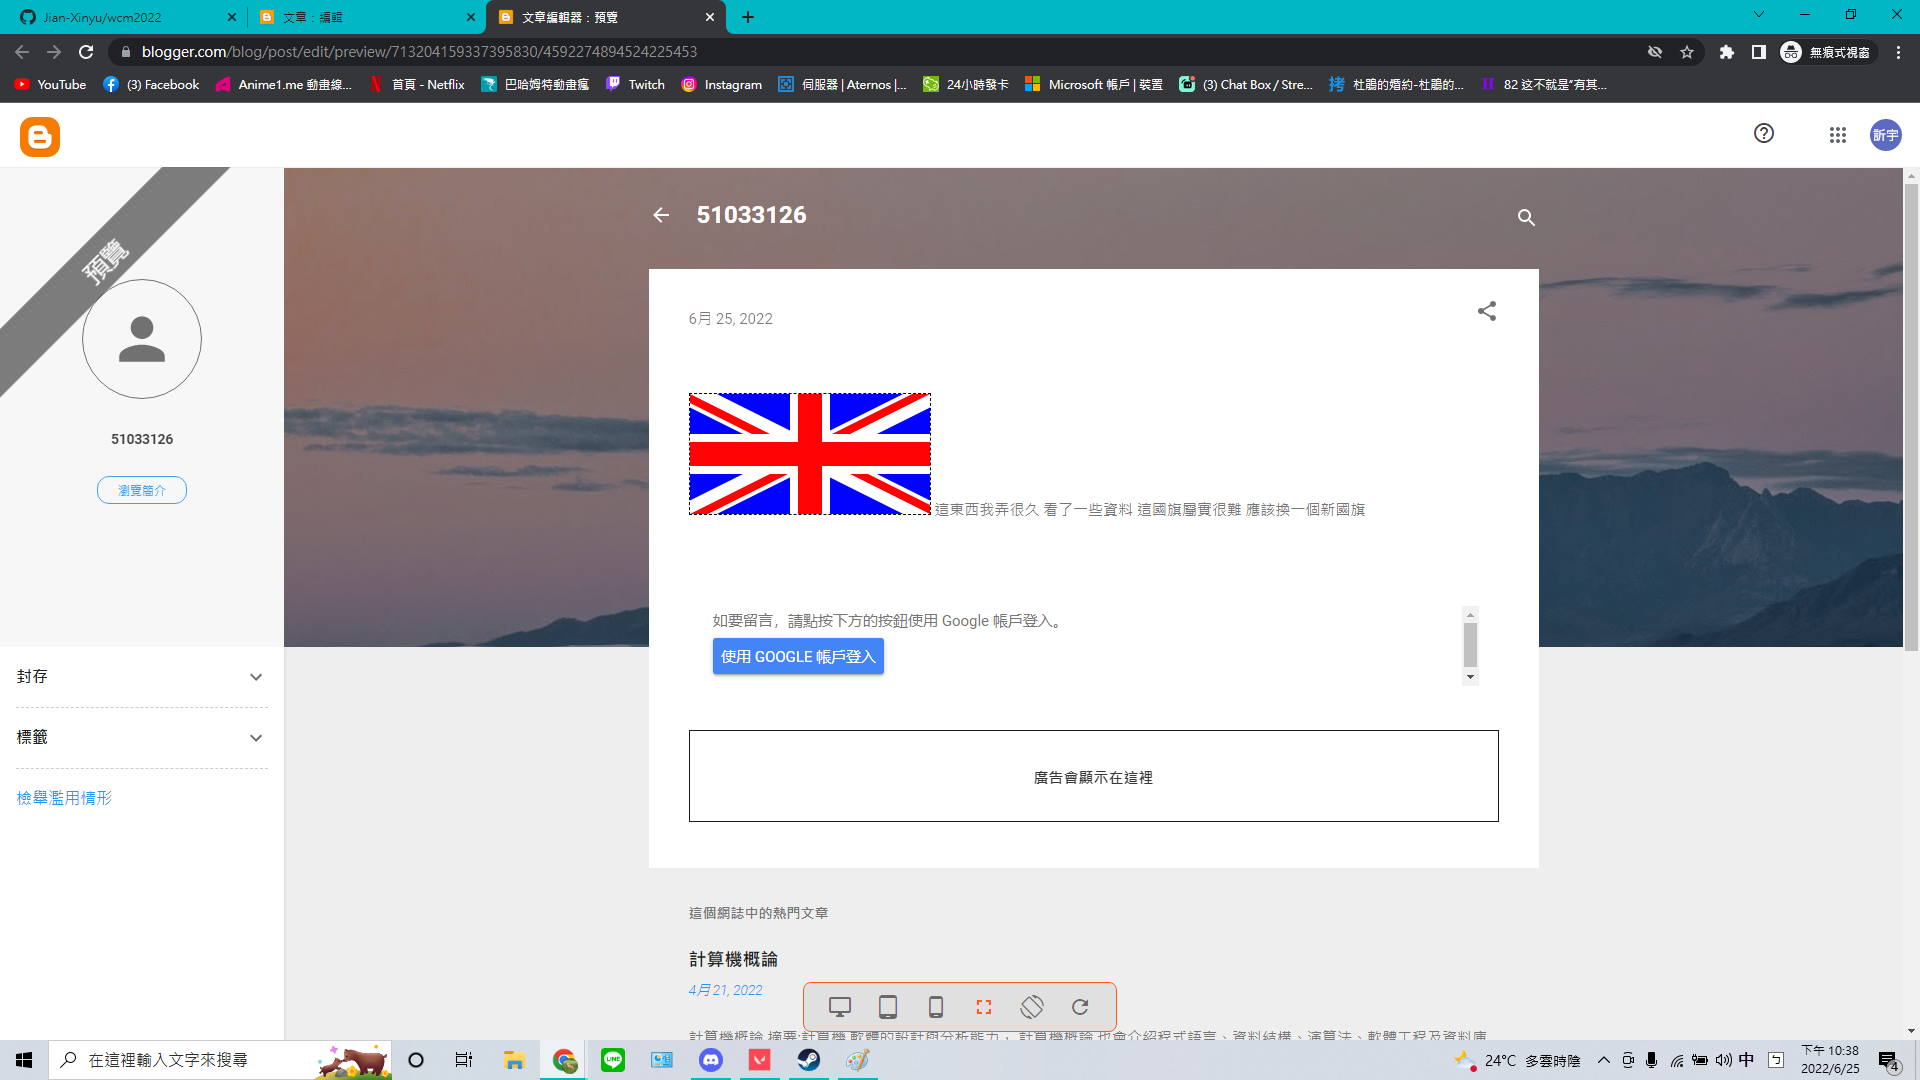 Jian-Xinyu/wcm2022
文章：編輯
文章編輯器：預覽
blogger.com/blog/post/edit/preview/713204159337395830/4592274894524225453
無痕式視窗
YouTube
(3) Facebook
Anime1.me 動畫線...
首頁 - Netflix
巴哈姆特動畫瘋
Twitch
Instagram
伺服器 | Aternos |...
24小時發卡
Microsoft 帳戶 | 裝置
(3) Chat Box / Stre...
杜鵑的婚約-杜鵑的...
82 这不就是“有其...
訢宇
預覽
51033126
瀏覽簡介
封存
標籤
檢舉濫用情形
51033126
6月 25, 2022
這東西我弄很久 看了一些資料 這國旗屬實很難 應該換一個新國旗
如要留言，請點按下方的按鈕使用 Google 帳戶登入。
使用 GOOGLE 帳戶登入
廣告會顯示在這裡
這個網誌中的熱門文章
計算機概論
4月 21, 2022
計算機概論 摘要:計算機 軟體的設計與分析能力， 計算機概論 也會介紹程式語言、資料結構、演算法、軟體工程及資料庫
在這裡輸入文字來搜尋
24°C 多雲時陰
中
下午 10:38
2022/6/25
4